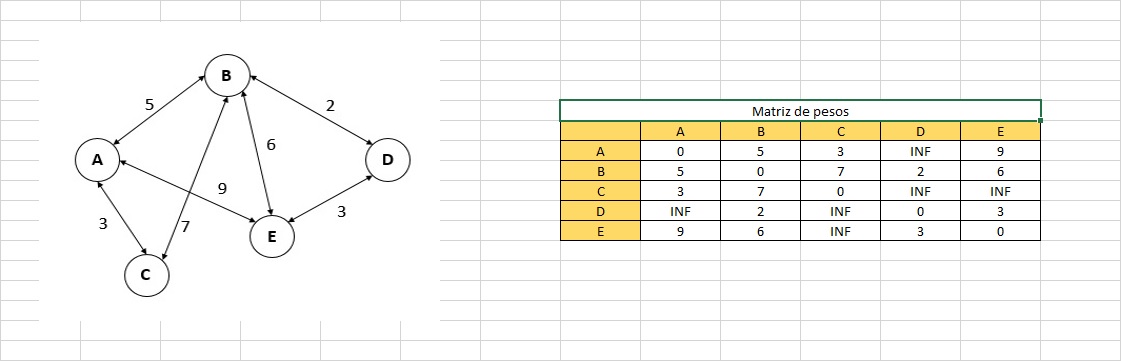 B
5
2
6
A
D
9
3
3
7
E
C
Matriz de pesos
A B C D E
A 0 5 3 INF 9
B 5 0 7 2 6
C 3 7 0 INF INF
D INF 2 INF 0 3
E 9 6 INF 3 0